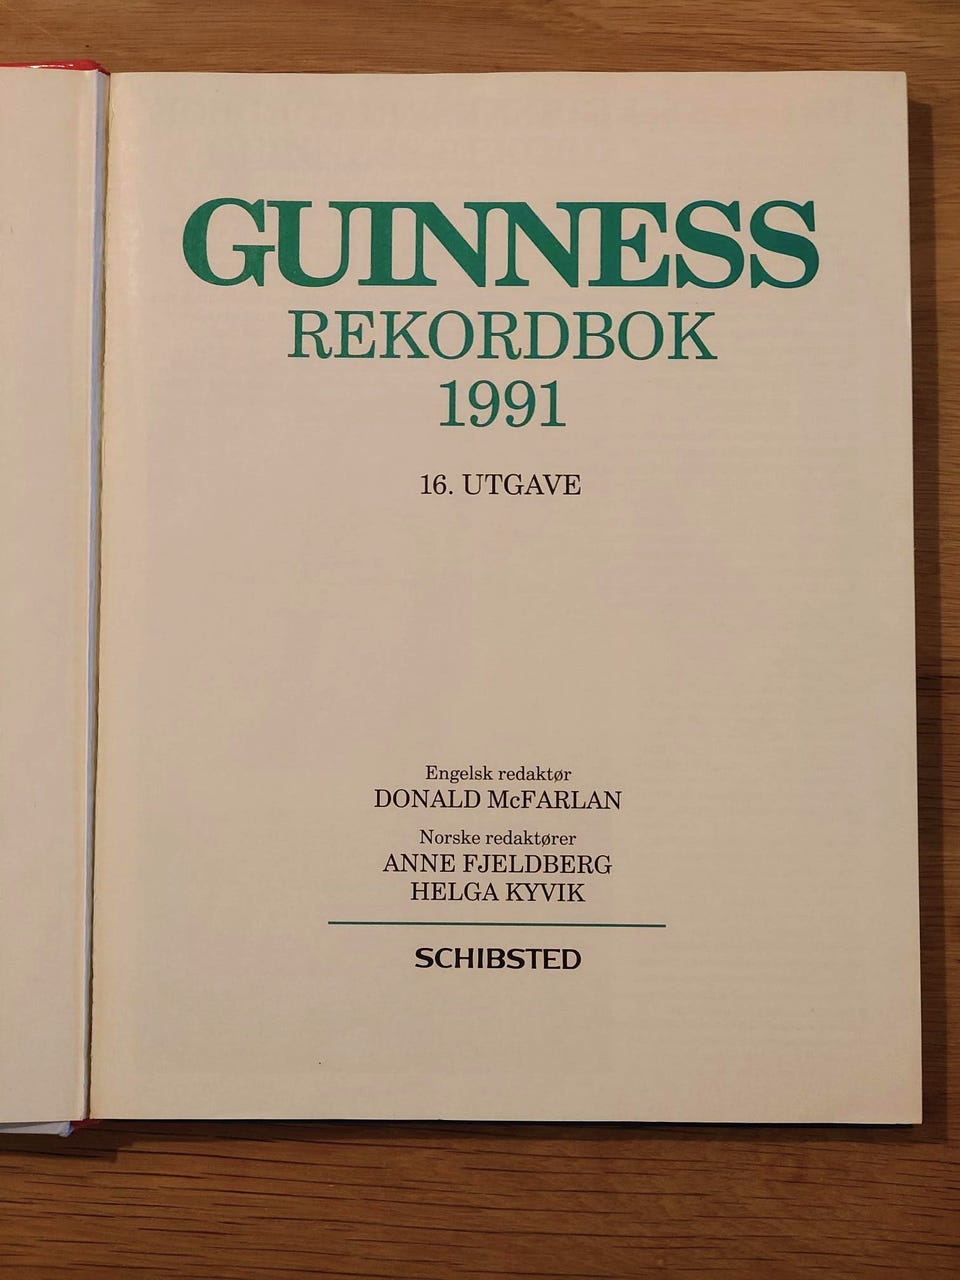 GUINNESS
REKORDBOK
1991
16. UTGAVE
Engelsk redaktør
DONALD McFARLAN
Norske redaktører
ANNE FJELDBERG
HELGA KYVIK
SCHIBSTED